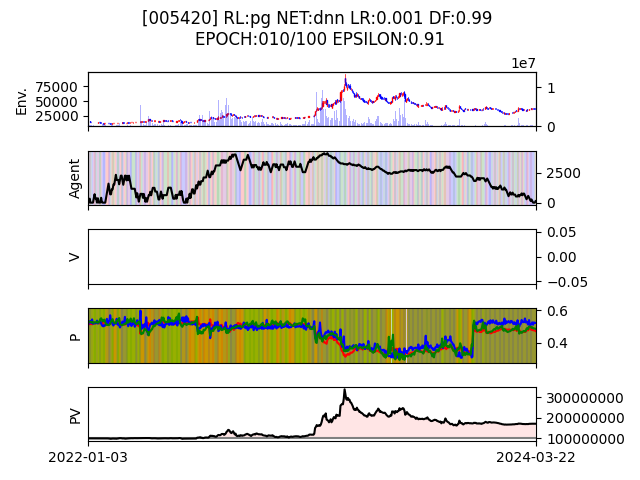 [005420] RL:pg NET:dnn LR:0.001 DF:0.99
EPOCH:010/100 EPSILON:0.91
1e7
Env.
75000
50000
25000
1
0
Agent
2500
0
V
0.05
0.00
−0.05
P
0.6
0.4
PV
300000000
200000000
100000000
2022-01-03
2024-03-22